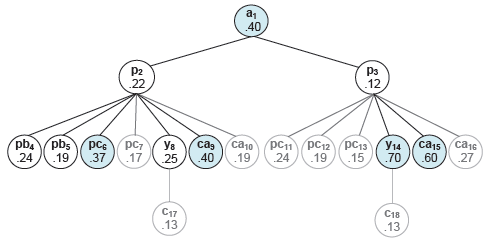 a₁
.40
p₂
.22
p₃
.12
pb₄ pb₅ pc₆ pc₇ y₈ ca₉ ca₁₀ pc₁₁ pc₁₂ pc₁₃ y₁₄ ca₁₅ ca₁₆
.24 .19 .37 .17 .25 .40 .19 .24 .19 .15 .70 .60 .27
c₁₇ c₁₈
.13 .13